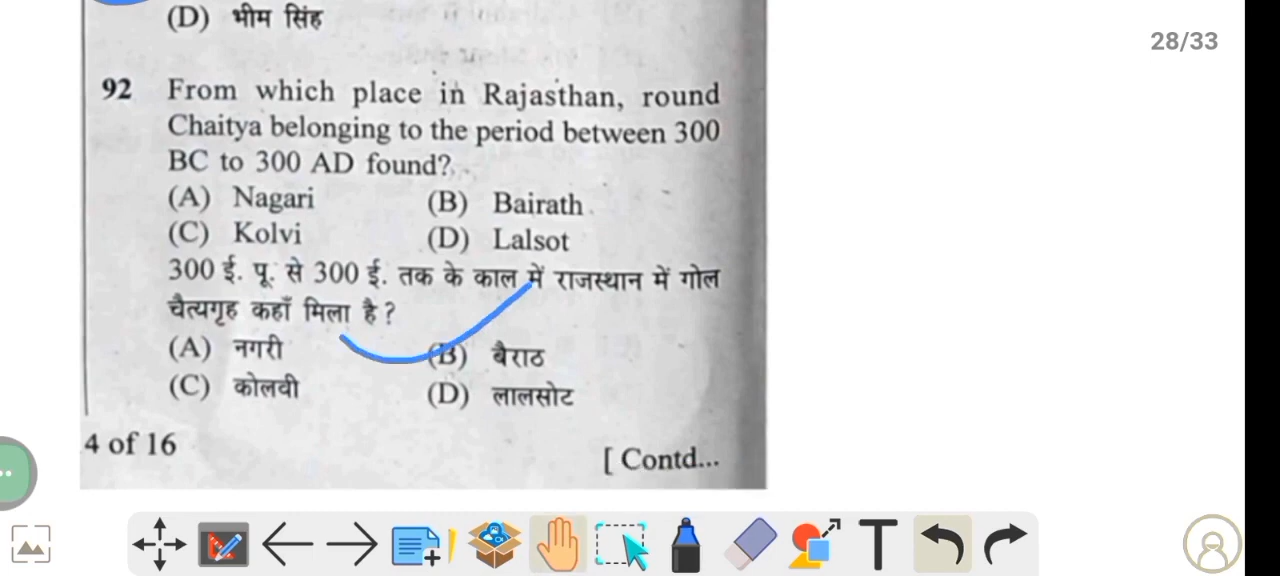 (D) भीम सिंह
28/33
92 From which place in Rajasthan, round
Chaitya belonging to the period between 300
BC to 300 AD found?
(A) Nagari (B) Bairath
(C) Kolvi (D) Lalsot
300 ई. पू. से 300 ई. तक के काल में राजस्थान में गोल
चैत्यगृह कहाँ मिला है ?
(A) नगरी (B) बैराठ
(C) कोलवी (D) लालसोट
4 of 16
[ Contd...
T